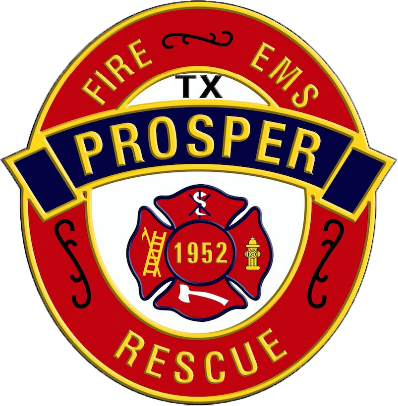 FIRE EMS
TX
PROSPER
1952
RESCUE